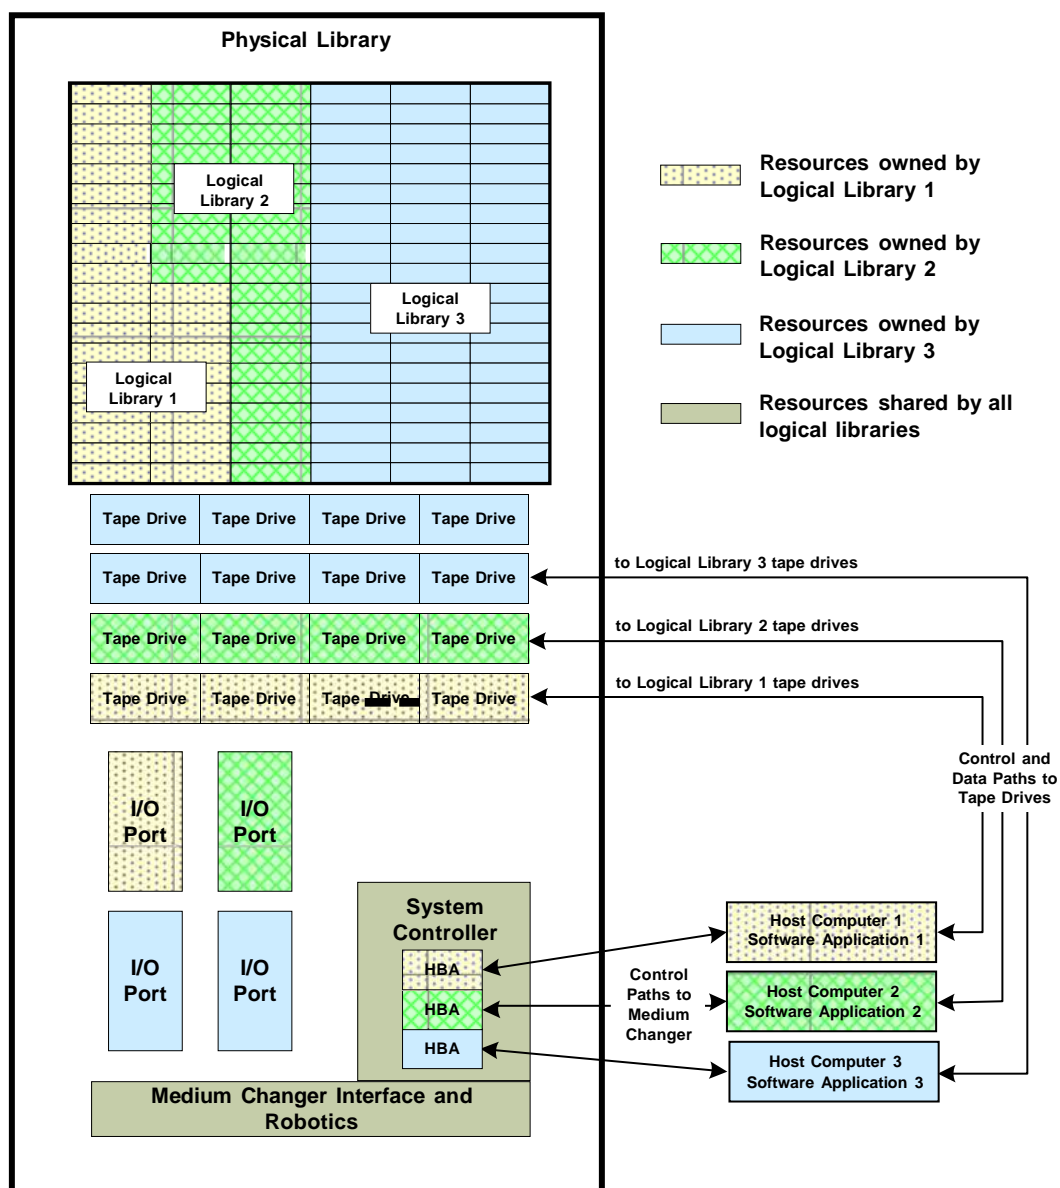 Physical Library
Logical
Library 2
Logical
Library 3
Logical
Library 1
Resources owned by
Logical Library 1
Resources owned by
Logical Library 2
Resources owned by
Logical Library 3
Resources shared by all
logical libraries
Tape Drive Tape Drive Tape Drive Tape Drive
Tape Drive Tape Drive Tape Drive Tape Drive
Tape Drive Tape Drive Tape Drive Tape Drive
Tape Drive Tape Drive Tape Drive Tape Drive
to Logical Library 3 tape drives
to Logical Library 2 tape drives
to Logical Library 1 tape drives
Control and
Data Paths to
Tape Drives
I/O
Port
I/O
Port
I/O
Port
I/O
Port
System
Controller
HBA
HBA
HBA
Control
Paths to
Medium
Changer
Host Computer 1
Software Application 1
Host Computer 2
Software Application 2
Host Computer 3
Software Application 3
Medium Changer Interface and
Robotics